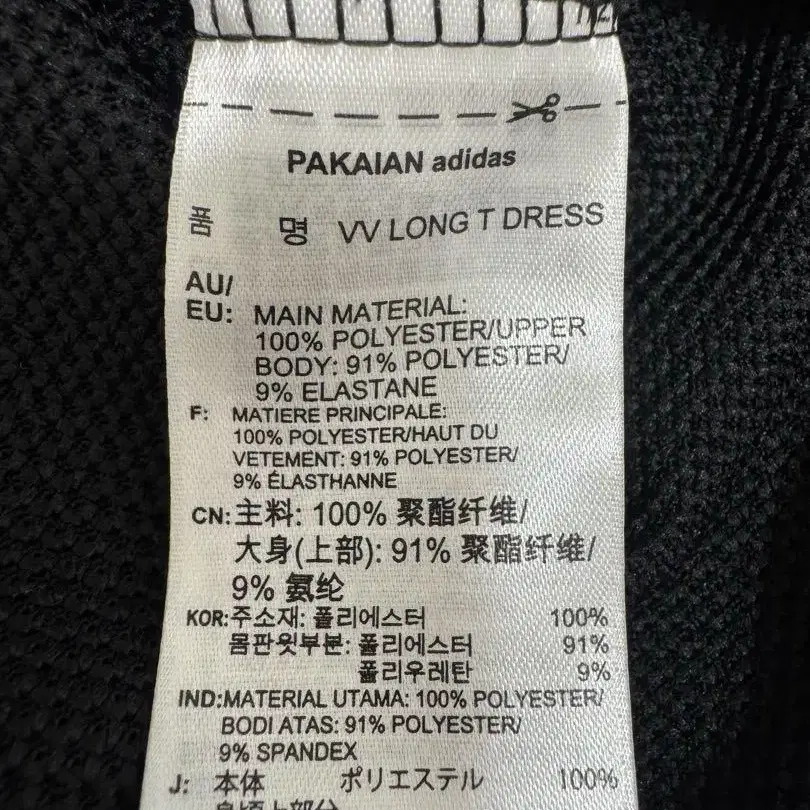 PAKAIAN adidas
품 명 VV LONG T DRESS
AU/
EU: MAIN MATERIAL:
100% POLYESTER/UPPER
BODY: 91% POLYESTER/
9% ELASTANE
F: MATIERE PRINCIPALE:
100% POLYESTER/HAUT DU
VETEMENT: 91% POLYESTER/
9% ÉLASTHANNE
CN: 主料: 100% 聚酯纤维/
大身(上部): 91% 聚酯纤维/
9% 氨纶
KOR: 주소재: 폴리에스터 100%
몸판윗부분: 폴리에스터 91%
폴리우레탄 9%
IND: MATERIAL UTAMA: 100% POLYESTER/
BODI ATAS: 91% POLYESTER/
9% SPANDEX
J: 本体 ポリエステル 100%
身頃上部分